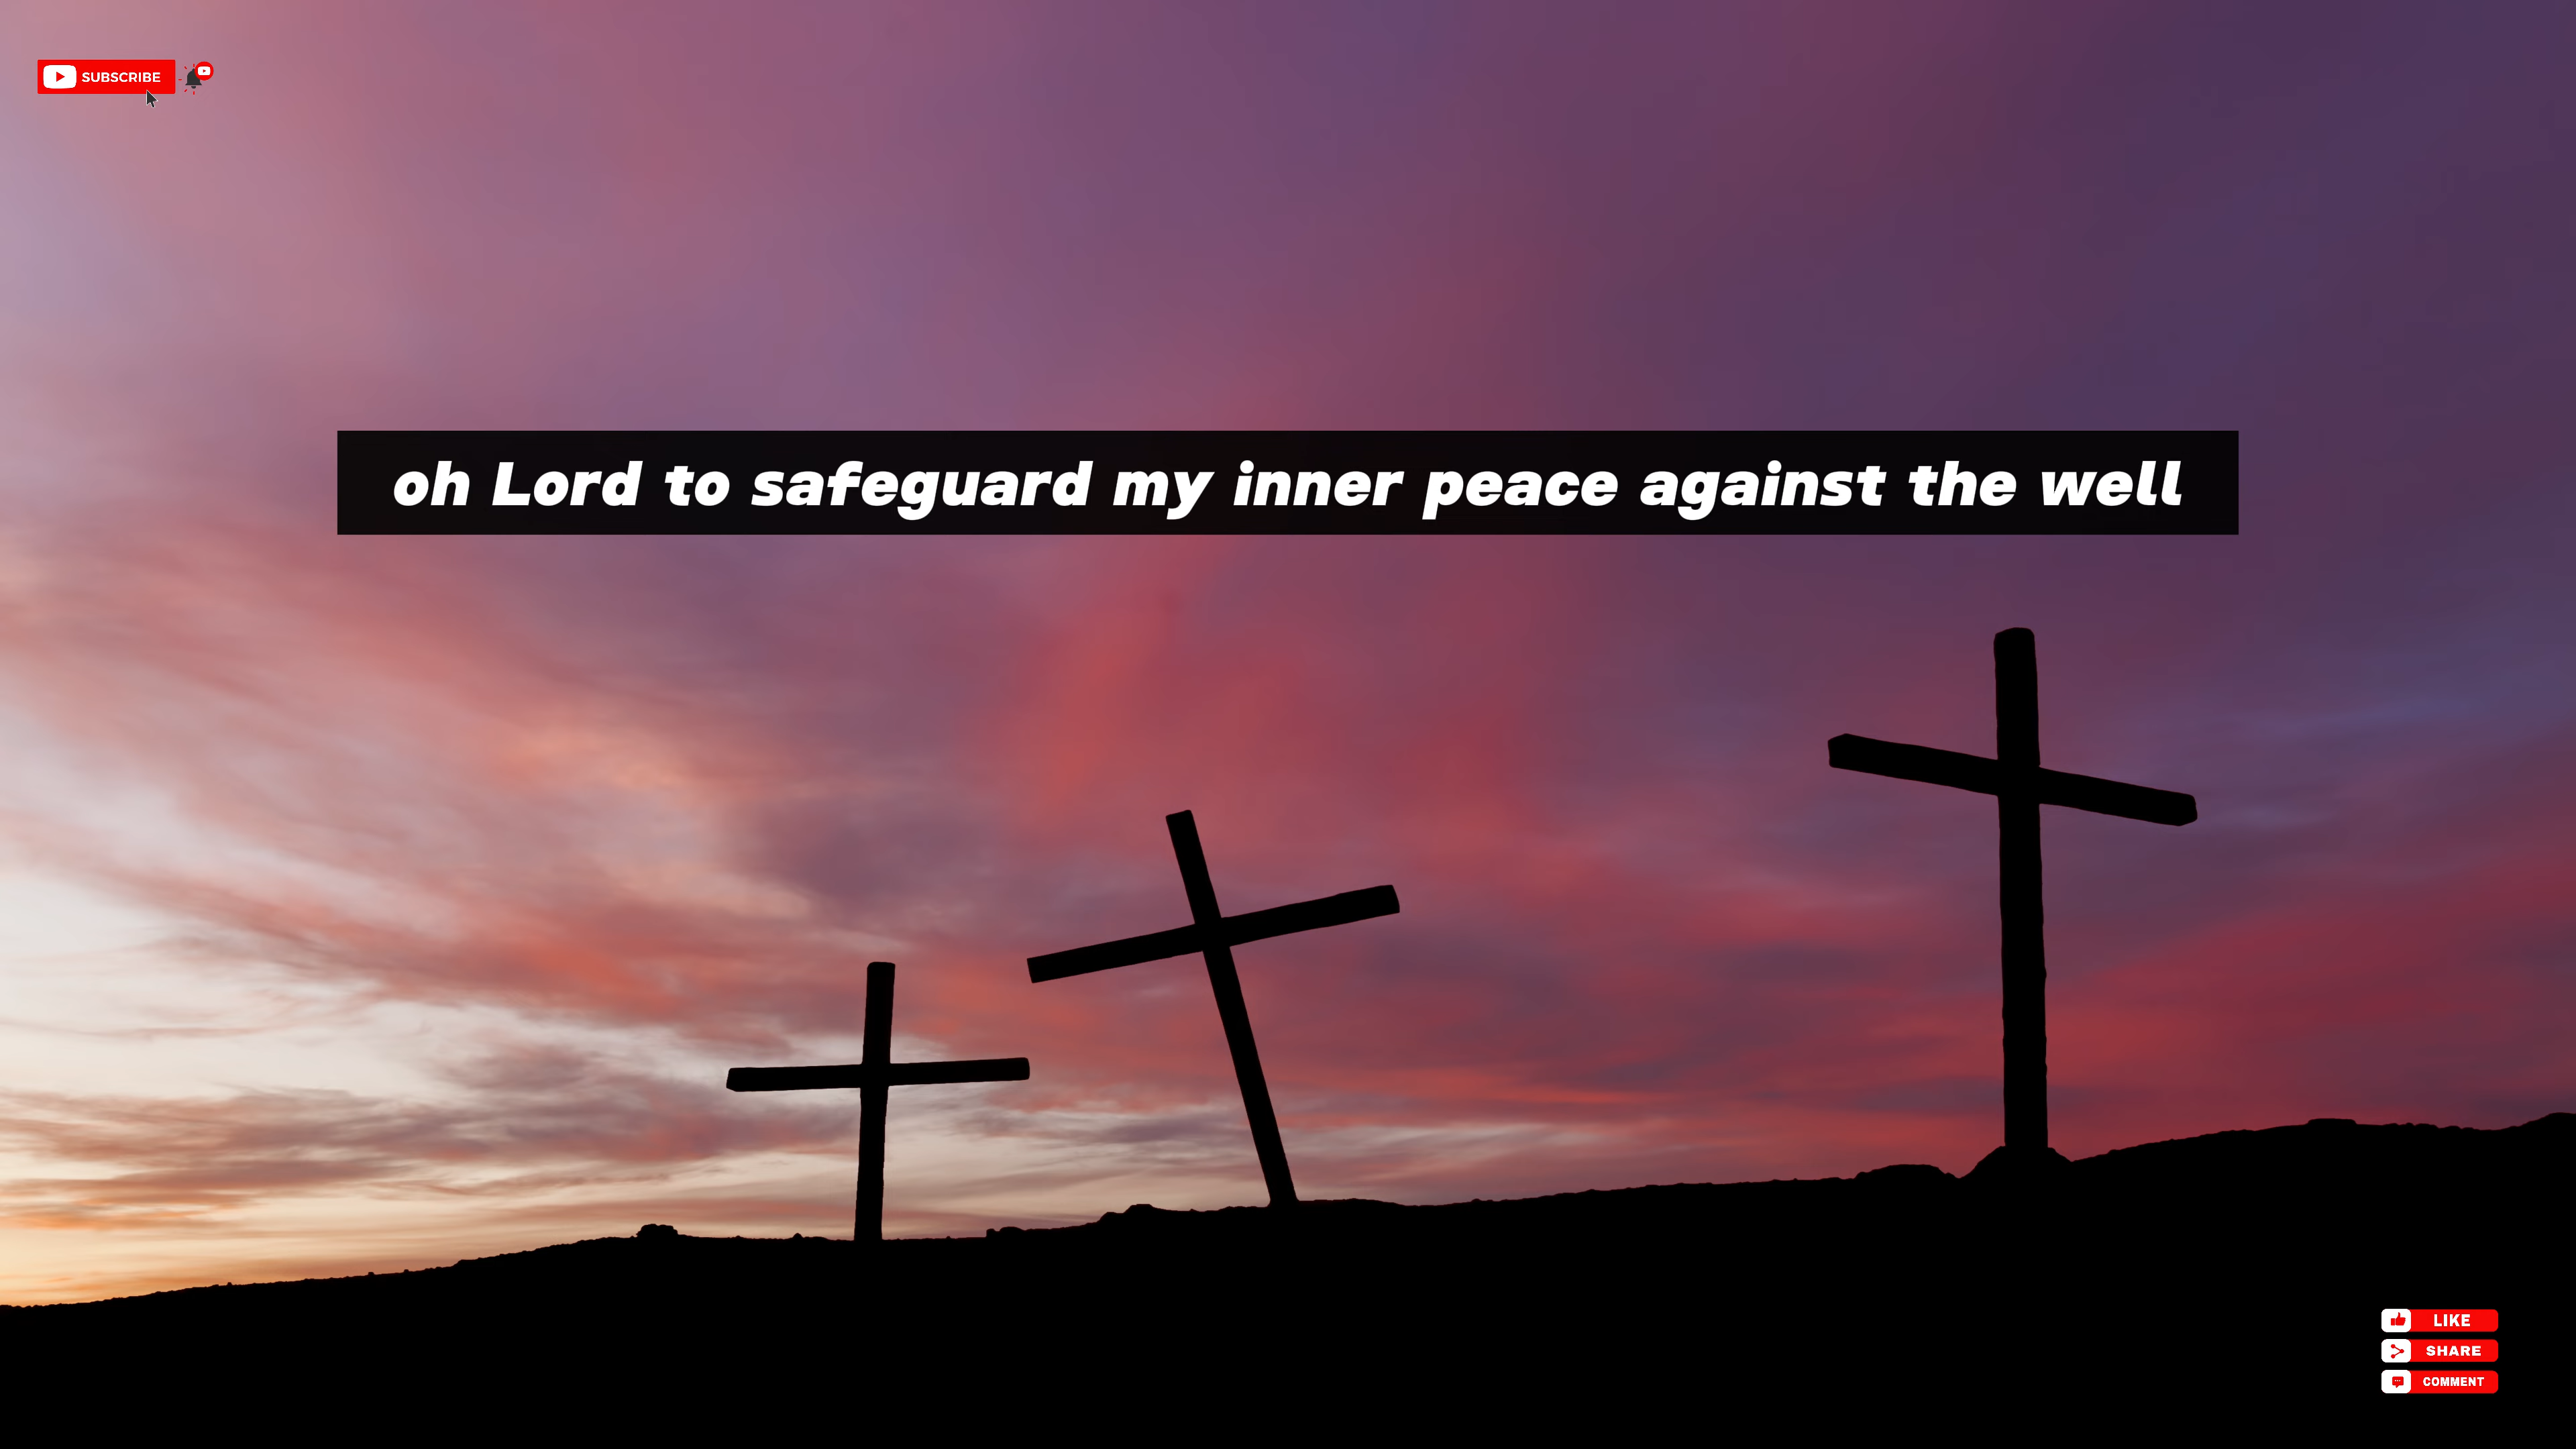 SUBSCRIBE
oh Lord to safeguard my inner peace against the well
LIKE
SHARE
COMMENT